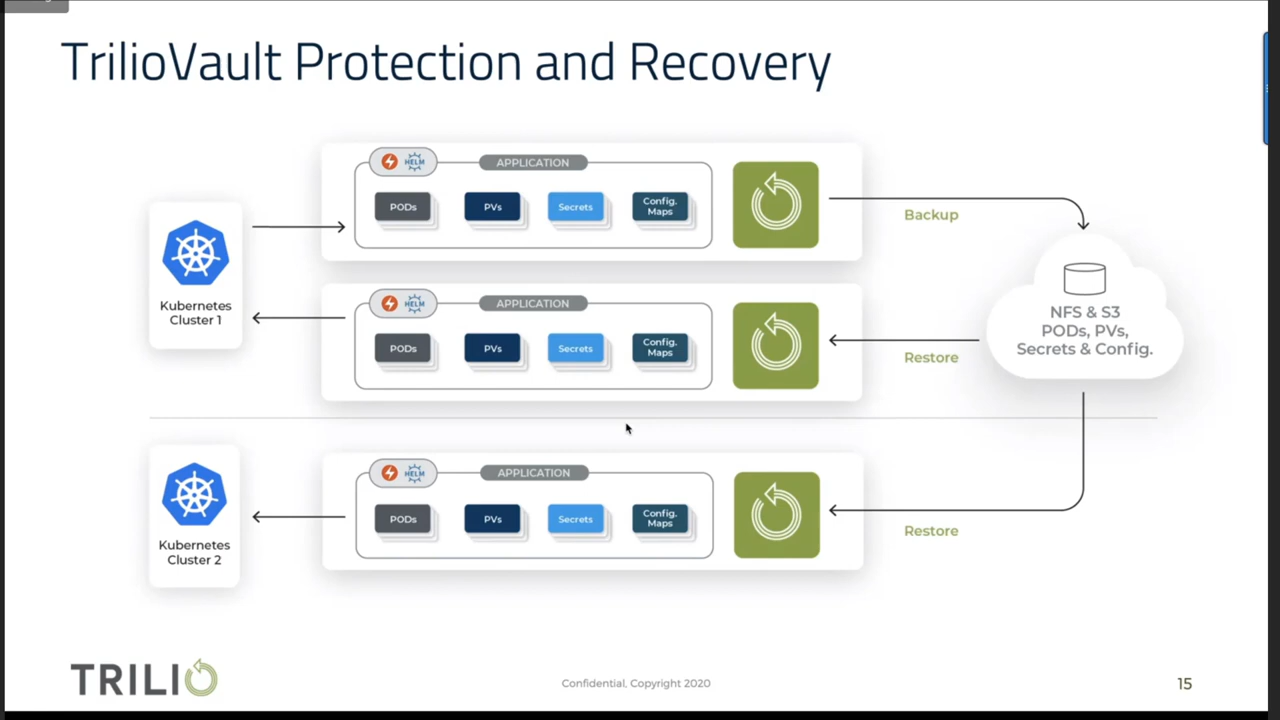 TrilioVault Protection and Recovery
HELM
APPLICATION
PODs
PVs
Secrets
Config.
Maps
Backup
Kubernetes
Cluster 1
HELM
APPLICATION
PODs
PVs
Secrets
Config.
Maps
Restore
NFS & S3
PODs, PVs,
Secrets & Config.
HELM
APPLICATION
PODs
PVs
Secrets
Config.
Maps
Restore
Kubernetes
Cluster 2
TRILIO
Confidential, Copyright 2020
15